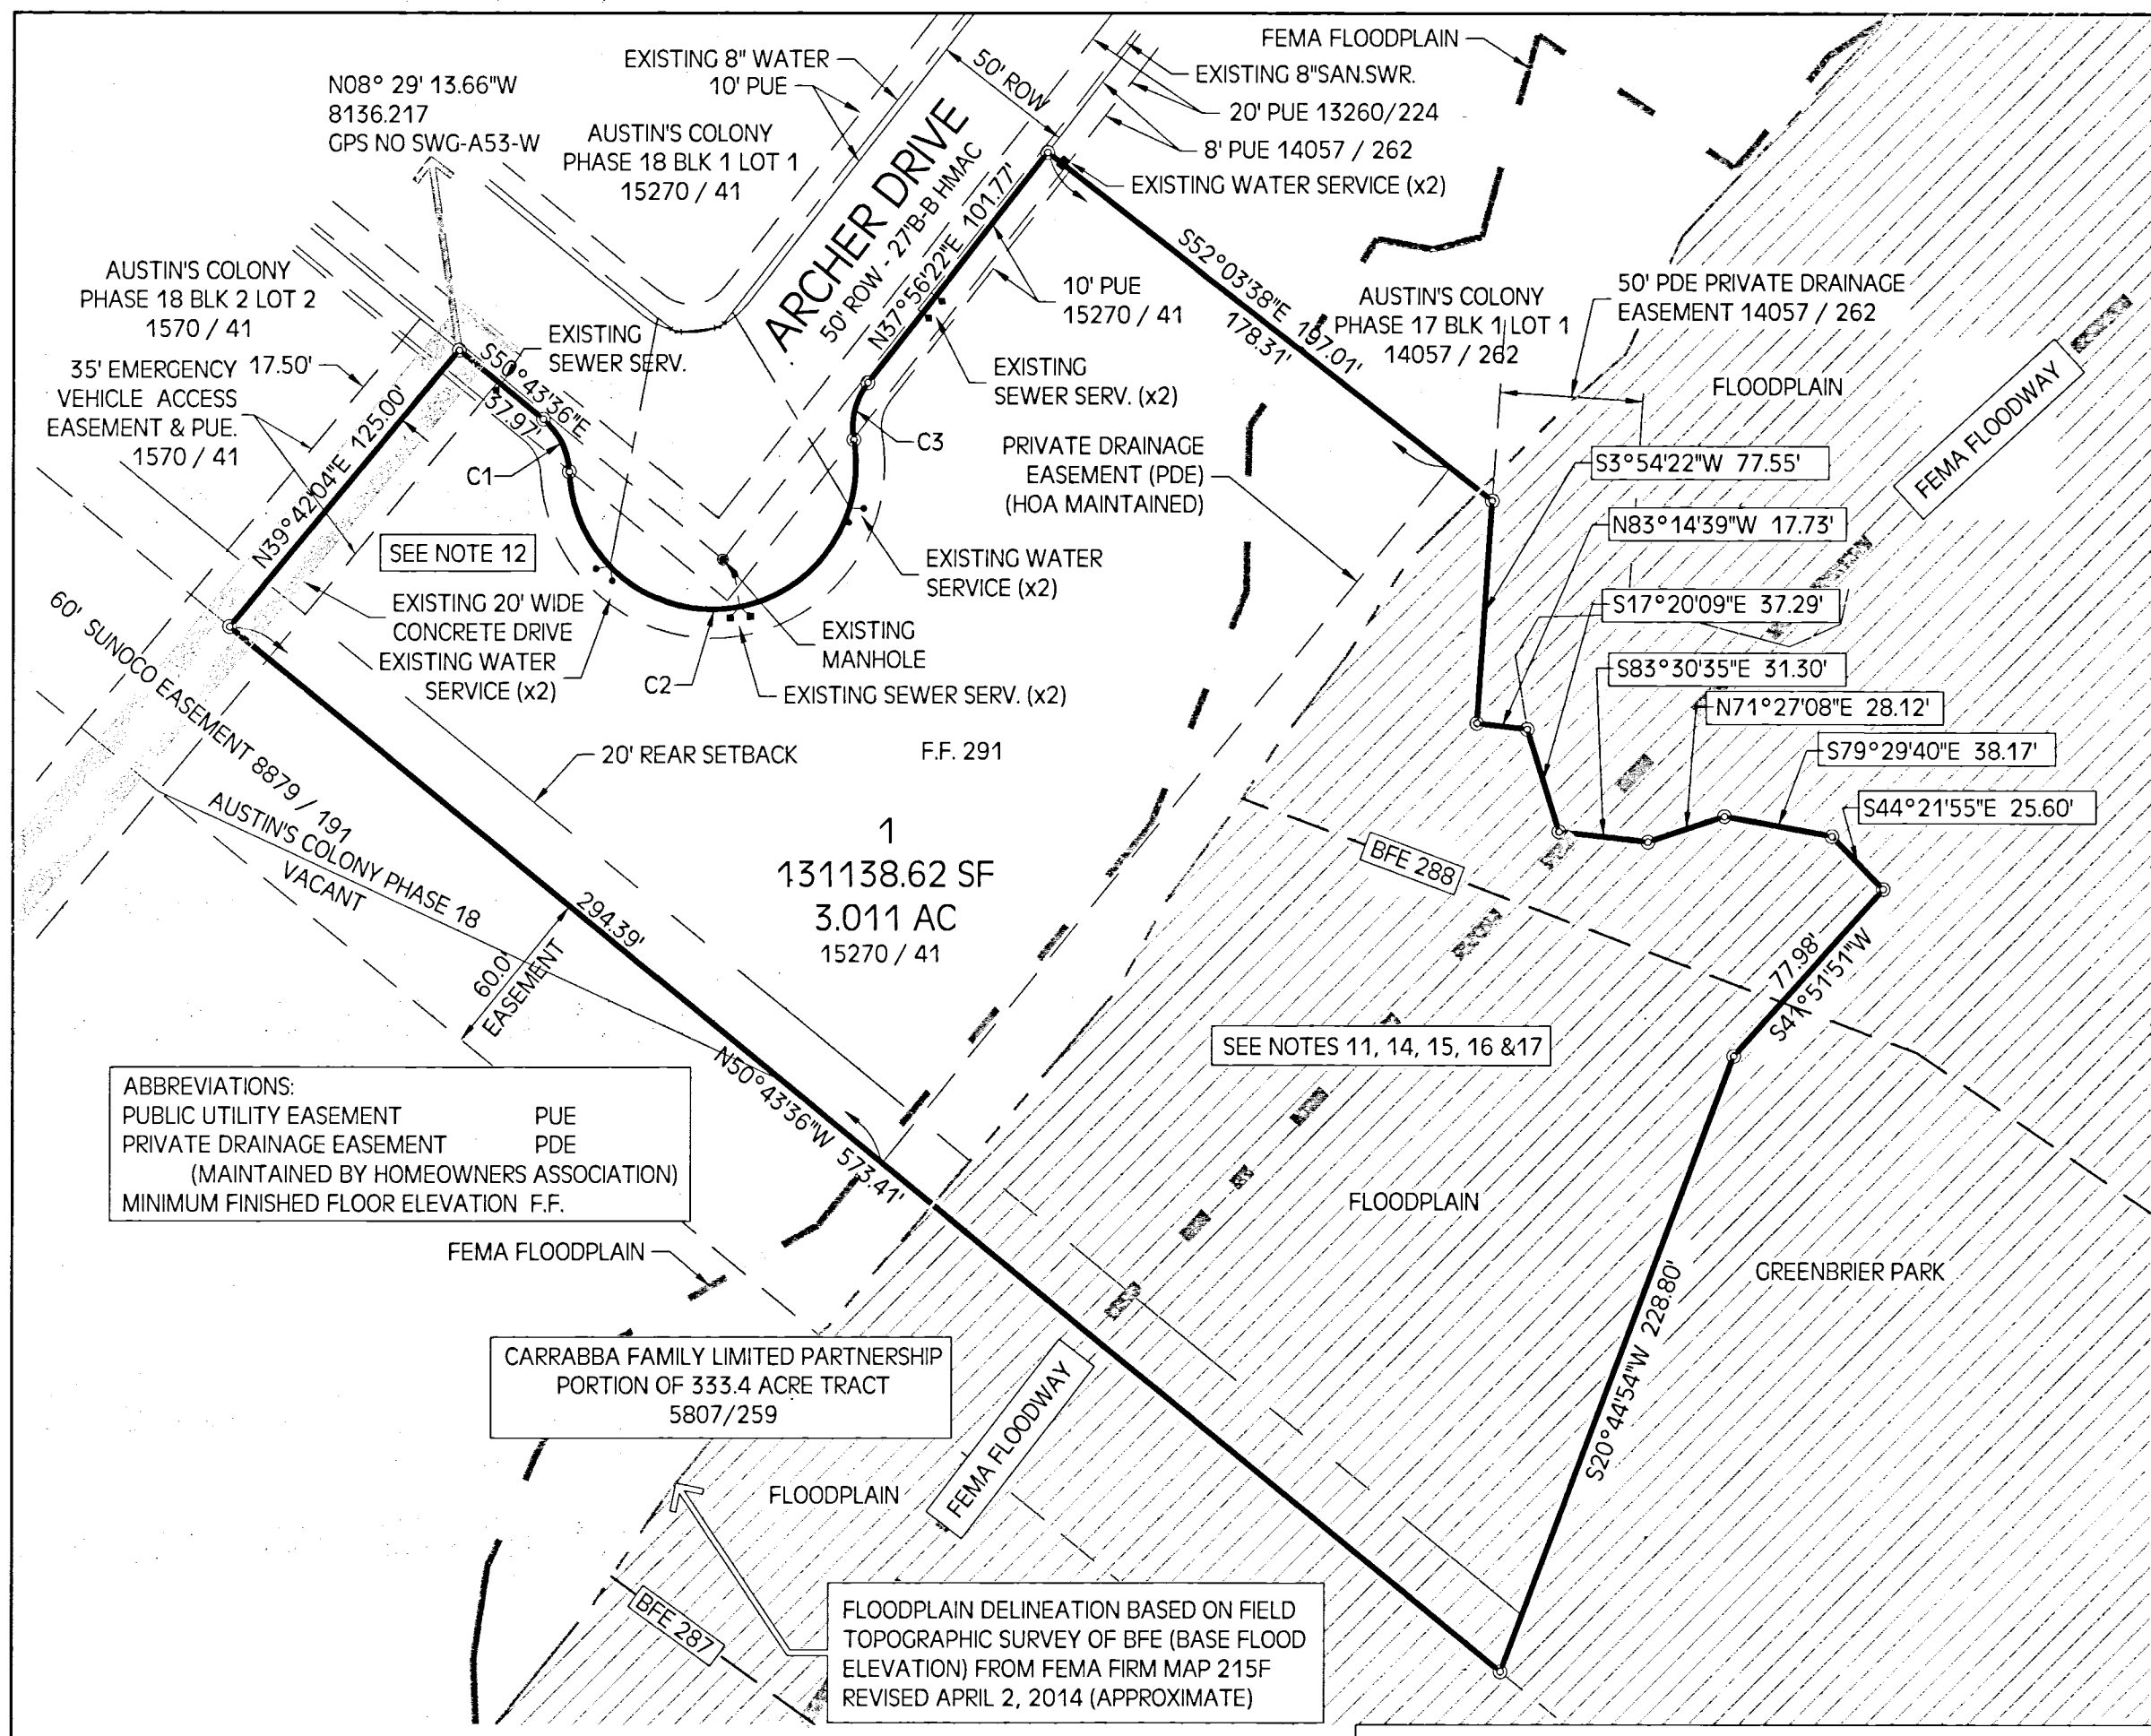 FEMA FLOODPLAIN
EXISTING 8" WATER
10' PUE
50' ROW
EXISTING 8"SAN.SWR.
20' PUE 13260/224
8' PUE 14057 / 262
EXISTING WATER SERVICE (x2)
N08° 29' 13.66"W
8136.217
GPS NO SWG-A53-W
AUSTIN'S COLONY
PHASE 18 BLK 1 LOT 1
15270 / 41
ARCHER DRIVE
50' ROW - 27'B-B HMAC
N37°56'22"E 101.77'
S52°03'38"E 197.01'
178.31'
AUSTIN'S COLONY
PHASE 17 BLK 1 LOT 1
14057 / 262
50' PDE PRIVATE DRAINAGE
EASEMENT 14057 / 262
FLOODPLAIN
FEMA FLOODWAY
AUSTIN'S COLONY
PHASE 18 BLK 2 LOT 2
1570 / 41
35' EMERGENCY
VEHICLE ACCESS
EASEMENT & PUE.
1570 / 41
17.50'
S50°43'36"E
37.97'
EXISTING
SEWER SERV.
10' PUE
15270 / 41
EXISTING
SEWER SERV. (x2)
C3
C1
PRIVATE DRAINAGE
EASEMENT (PDE)
(HOA MAINTAINED)
S3°54'22"W 77.55'
N83°14'39"W 17.73'
S17°20'09"E 37.29'
S83°30'35"E 31.30'
N71°27'08"E 28.12'
S79°29'40"E 38.17'
S44°21'55"E 25.60'
N39°42'04"E 125.00'
SEE NOTE 12
EXISTING 20' WIDE
CONCRETE DRIVE
EXISTING WATER
SERVICE (x2)
C2
EXISTING
MANHOLE
EXISTING SEWER SERV. (x2)
EXISTING WATER
SERVICE (x2)
60' SUNOCO EASEMENT 8879 / 191
AUSTIN'S COLONY PHASE 18
VACANT
20' REAR SETBACK
F.F. 291
1
131138.62 SF
3.011 AC
15270 / 41
294.39'
60.0'
EASEMENT
N50°43'36"W 573.41'
BFE 288
77.98'
S41°51'51"W
SEE NOTES 11, 14, 15, 16 &17
ABBREVIATIONS:
PUBLIC UTILITY EASEMENT PUE
PRIVATE DRAINAGE EASEMENT PDE
(MAINTAINED BY HOMEOWNERS ASSOCIATION)
MINIMUM FINISHED FLOOR ELEVATION F.F.
FEMA FLOODPLAIN
FLOODPLAIN
GREENBRIER PARK
S20°44'54"W 228.80'
CARRABBA FAMILY LIMITED PARTNERSHIP
PORTION OF 333.4 ACRE TRACT
5807/259
FEMA FLOODWAY
FLOODPLAIN
BFE 287
FLOODPLAIN DELINEATION BASED ON FIELD
TOPOGRAPHIC SURVEY OF BFE (BASE FLOOD
ELEVATION) FROM FEMA FIRM MAP 215F
REVISED APRIL 2, 2014 (APPROXIMATE)